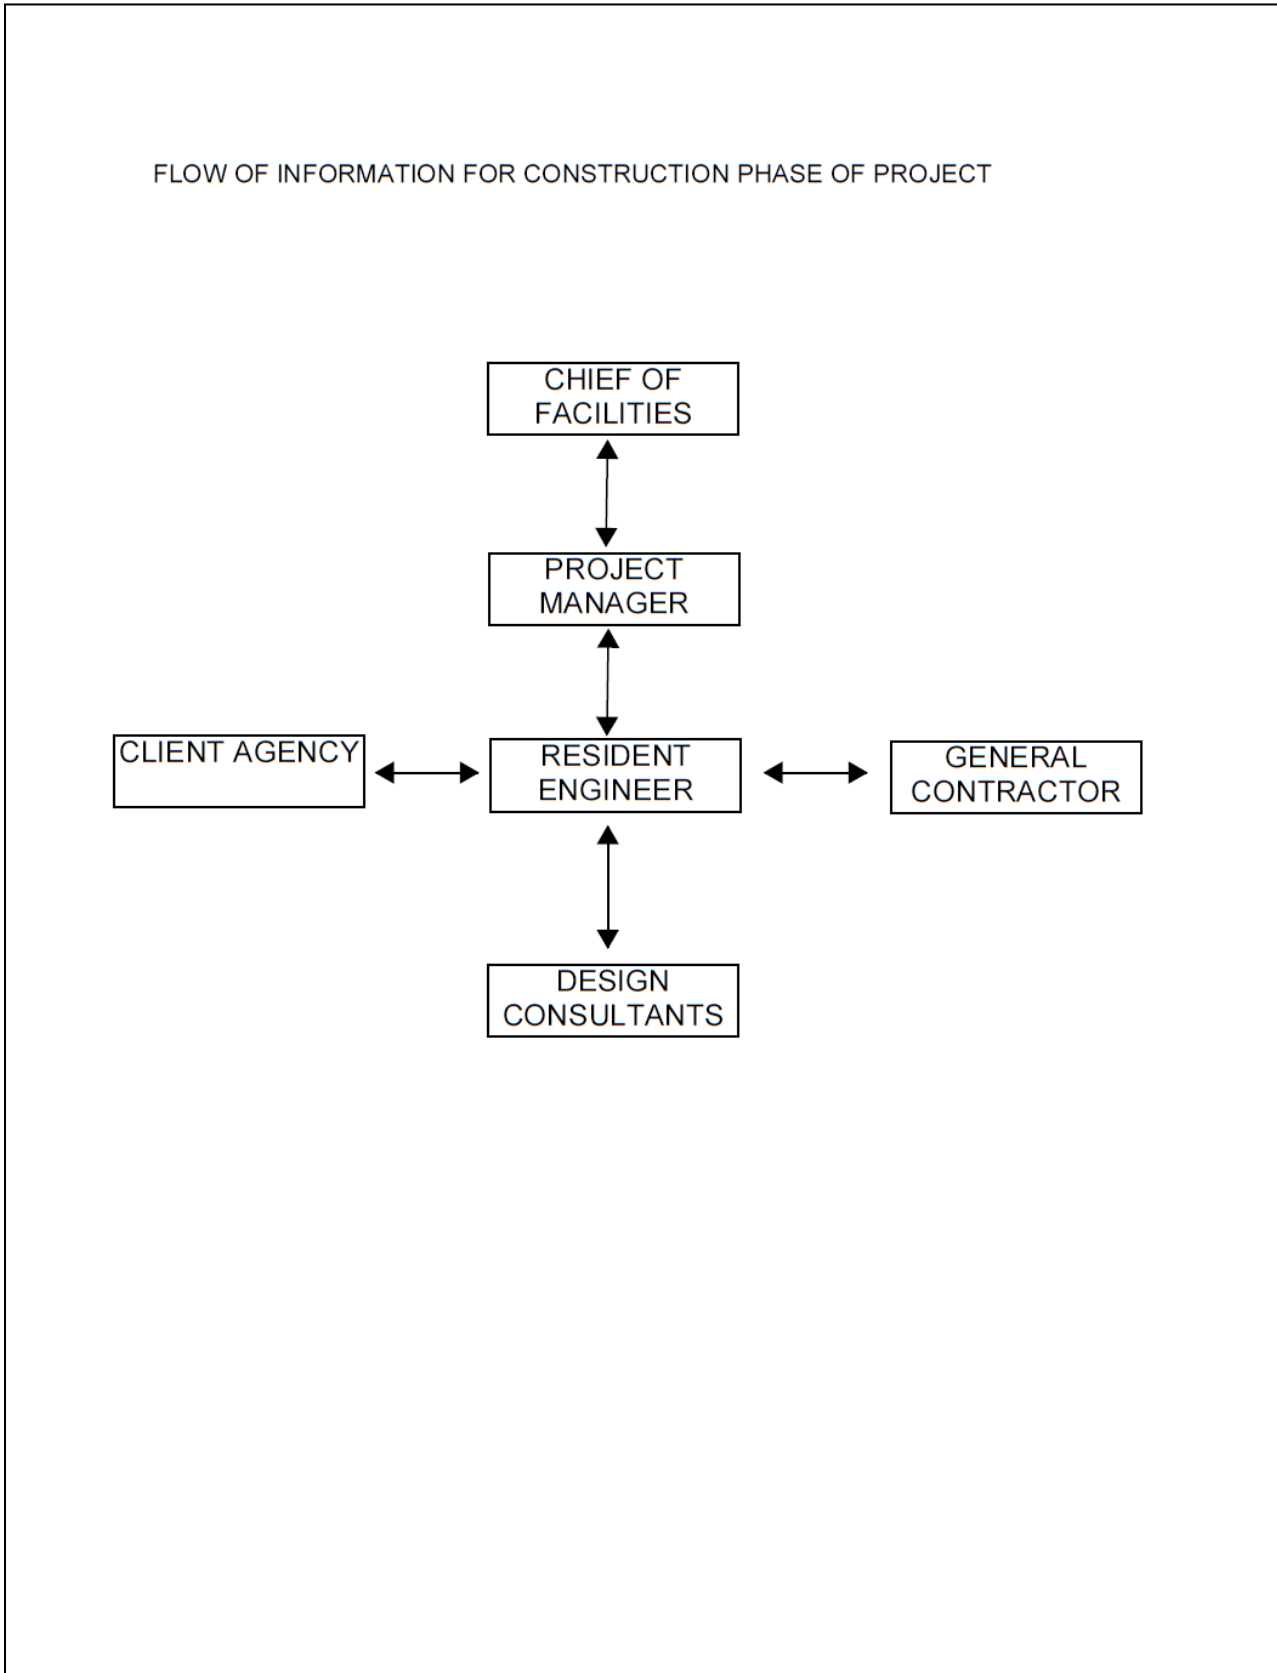 FLOW OF INFORMATION FOR CONSTRUCTION PHASE OF PROJECT
CHIEF OF
FACILITIES
PROJECT
MANAGER
CLIENT AGENCY
RESIDENT
ENGINEER
GENERAL
CONTRACTOR
DESIGN
CONSULTANTS